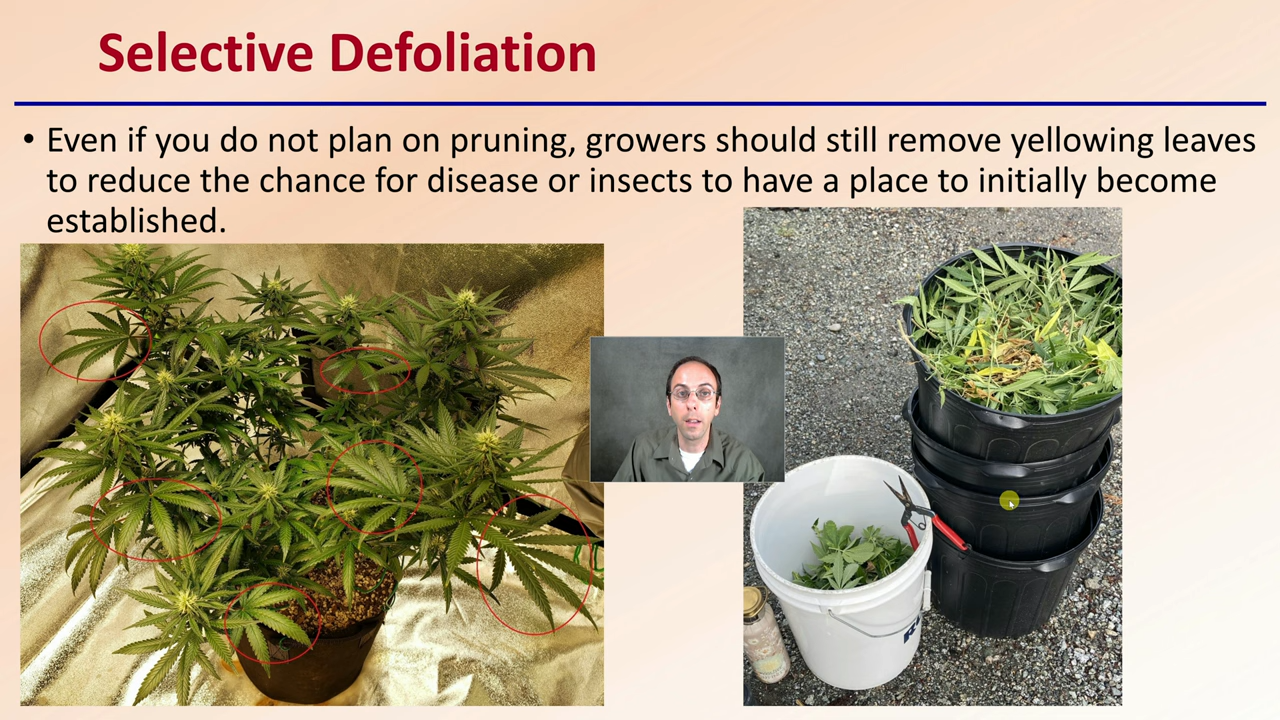 Selective Defoliation
• Even if you do not plan on pruning, growers should still remove yellowing leaves
to reduce the chance for disease or insects to have a place to initially become
established.